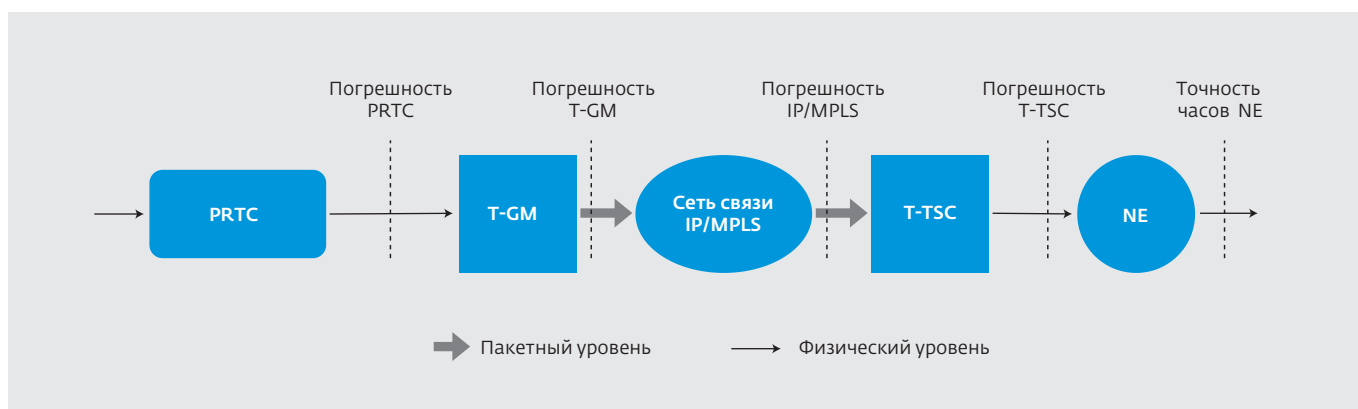 Погрешность
PRTC
Погрешность
T-GM
Погрешность
IP/MPLS
Погрешность
T-TSC
Точность
часов NE
PRTC
T-GM
Сеть связи
IP/MPLS
T-TSC
NE
Пакетный уровень
Физический уровень